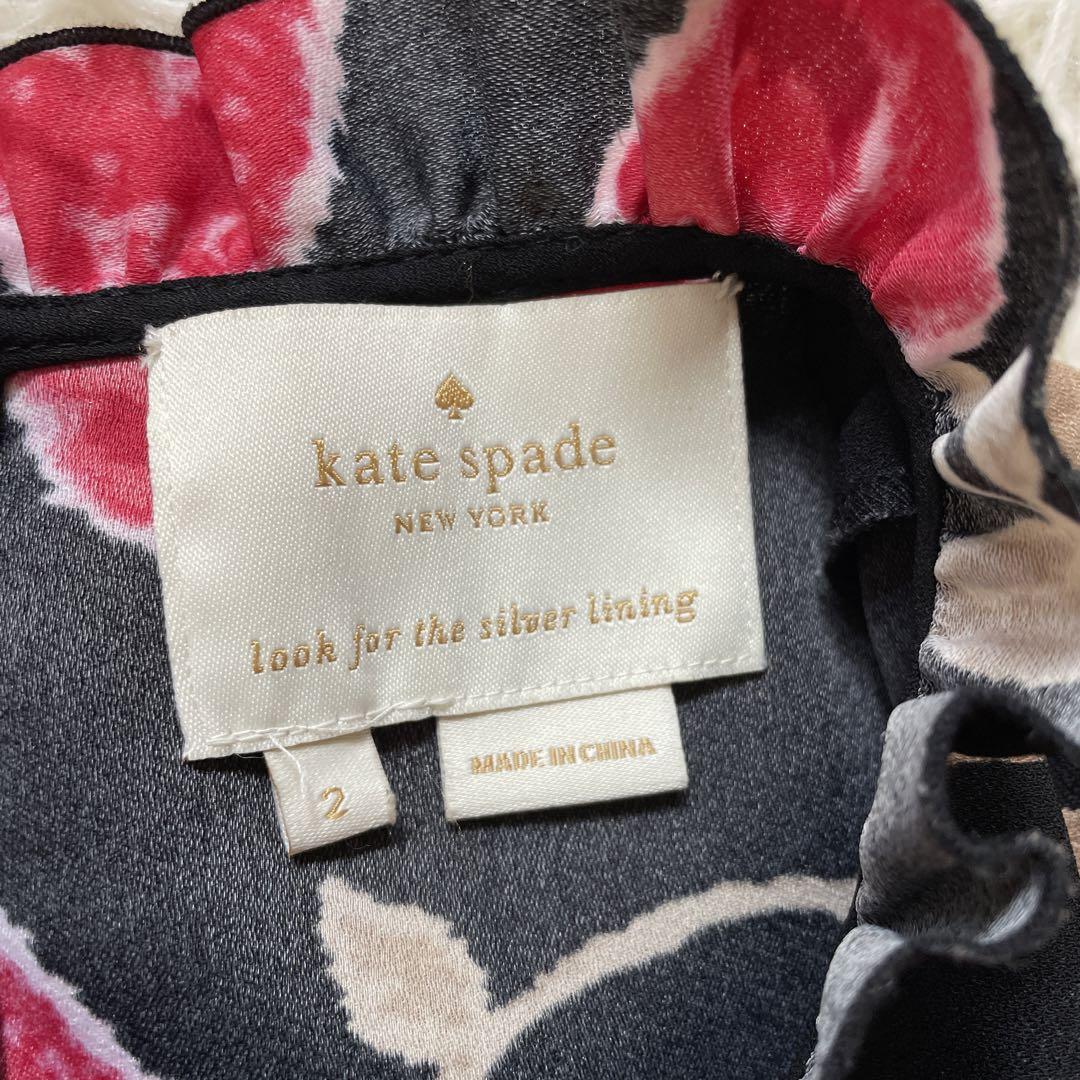 kate spade
NEW YORK
look for the silver lining
2
MADE IN CHINA